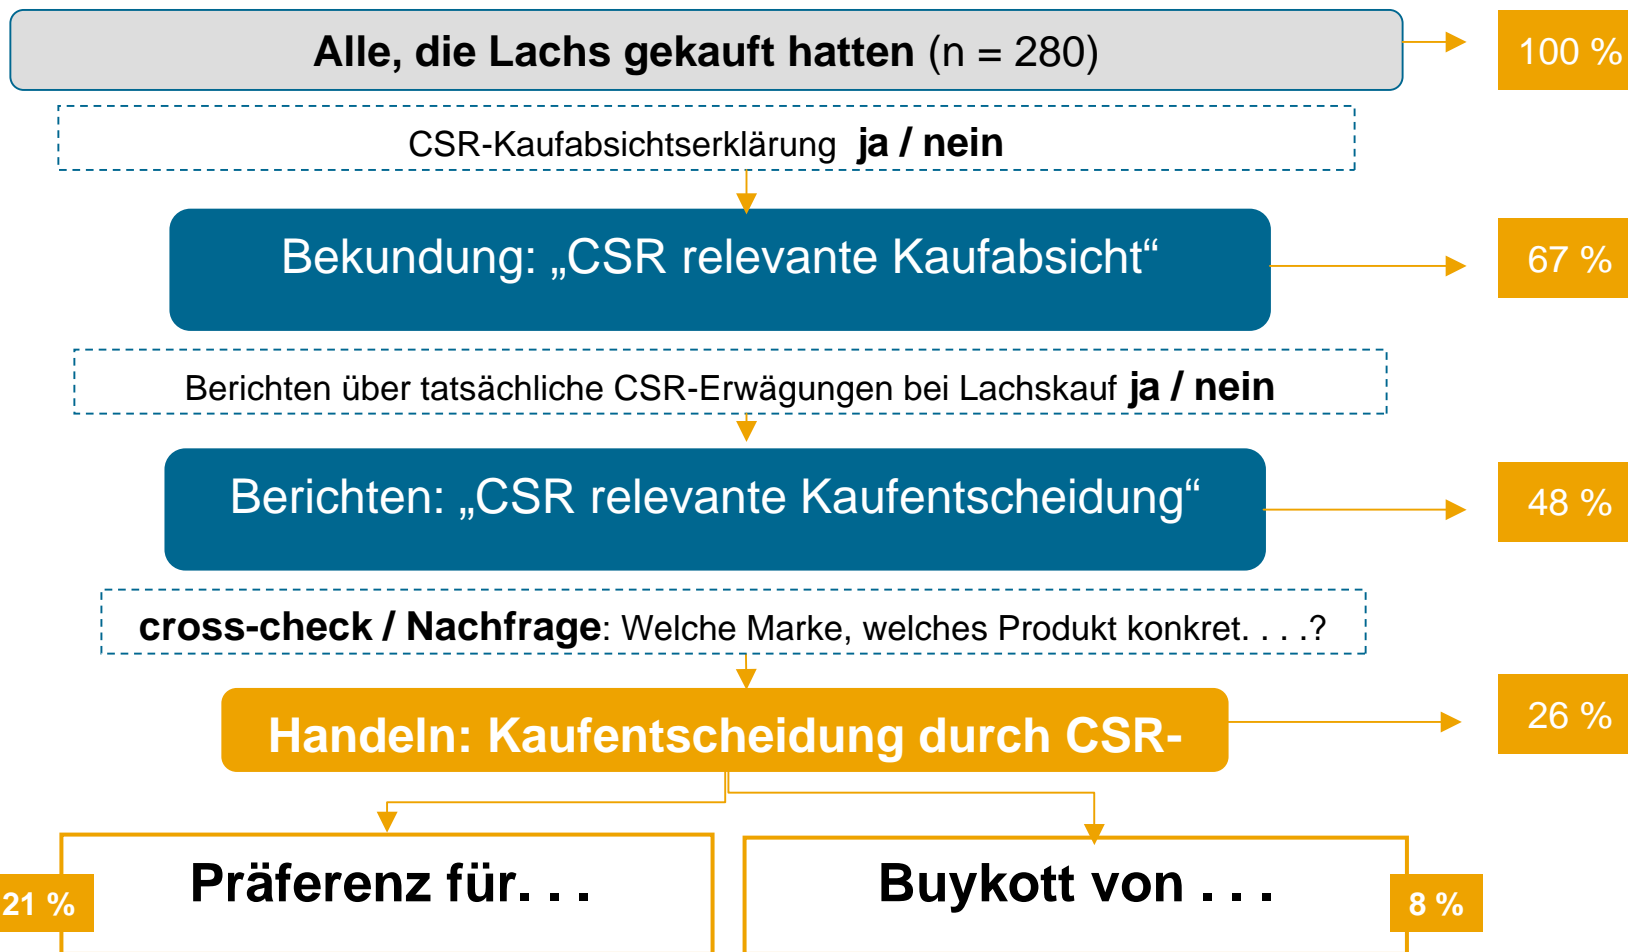 Alle, die Lachs gekauft hatten (n = 280)
100 %
CSR-Kaufabsichtserklärung ja / nein
Bekundung: „CSR relevante Kaufabsicht“
67 %
Berichten über tatsächliche CSR-Erwägungen bei Lachskauf ja / nein
Berichten: „CSR relevante Kaufentscheidung“
48 %
cross-check / Nachfrage: Welche Marke, welches Produkt konkret. . . .?
Handeln: Kaufentscheidung durch CSR-
26 %
Präferenz für. . .
21 %
Buykott von . . .
8 %